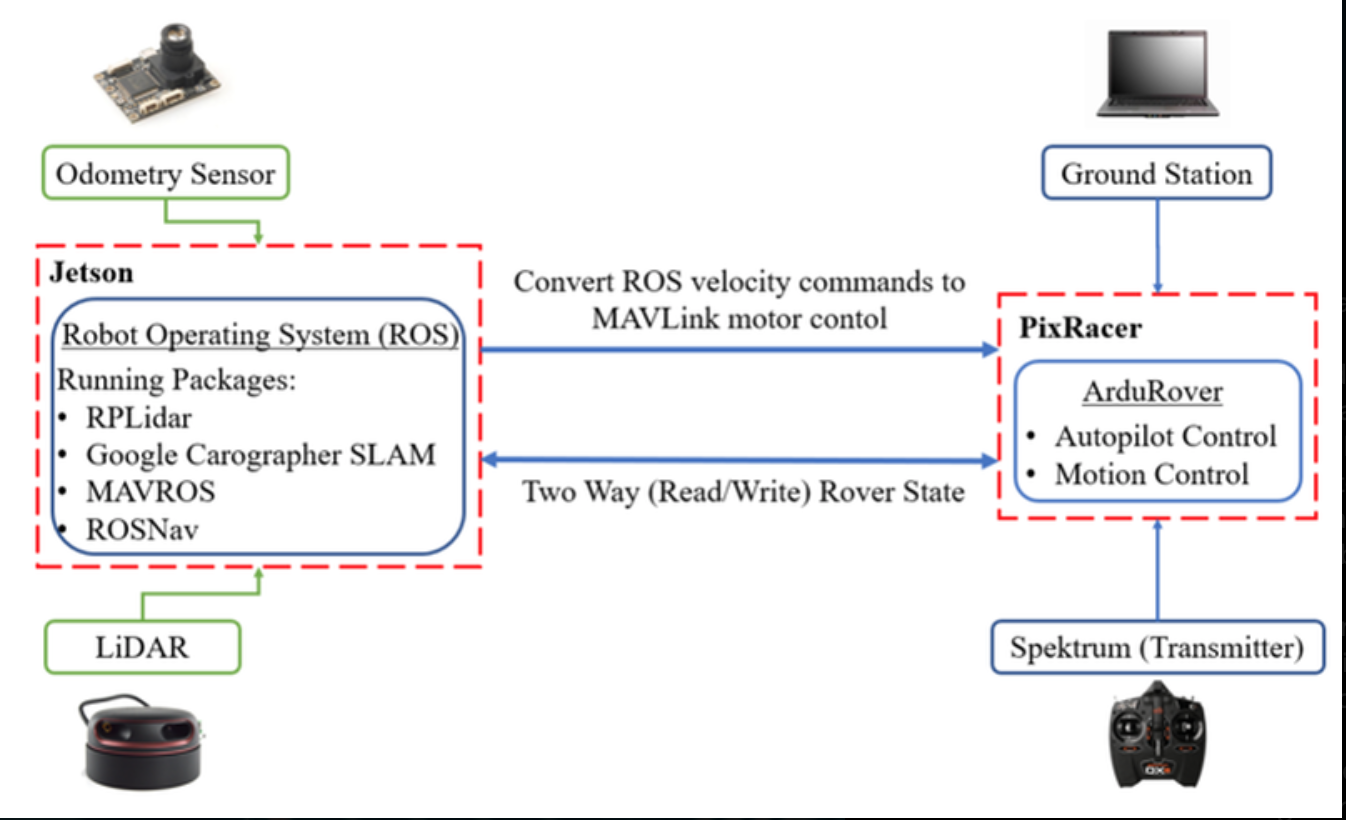 Odometry Sensor
Ground Station
Jetson
Robot Operating System (ROS)
Running Packages:
• RPLidar
• Google Carographer SLAM
• MAVROS
• ROSNav
Convert ROS velocity commands to
MAVLink motor contol
Two Way (Read/Write) Rover State
PixRacer
ArduRover
• Autopilot Control
• Motion Control
LiDAR
Spektrum (Transmitter)